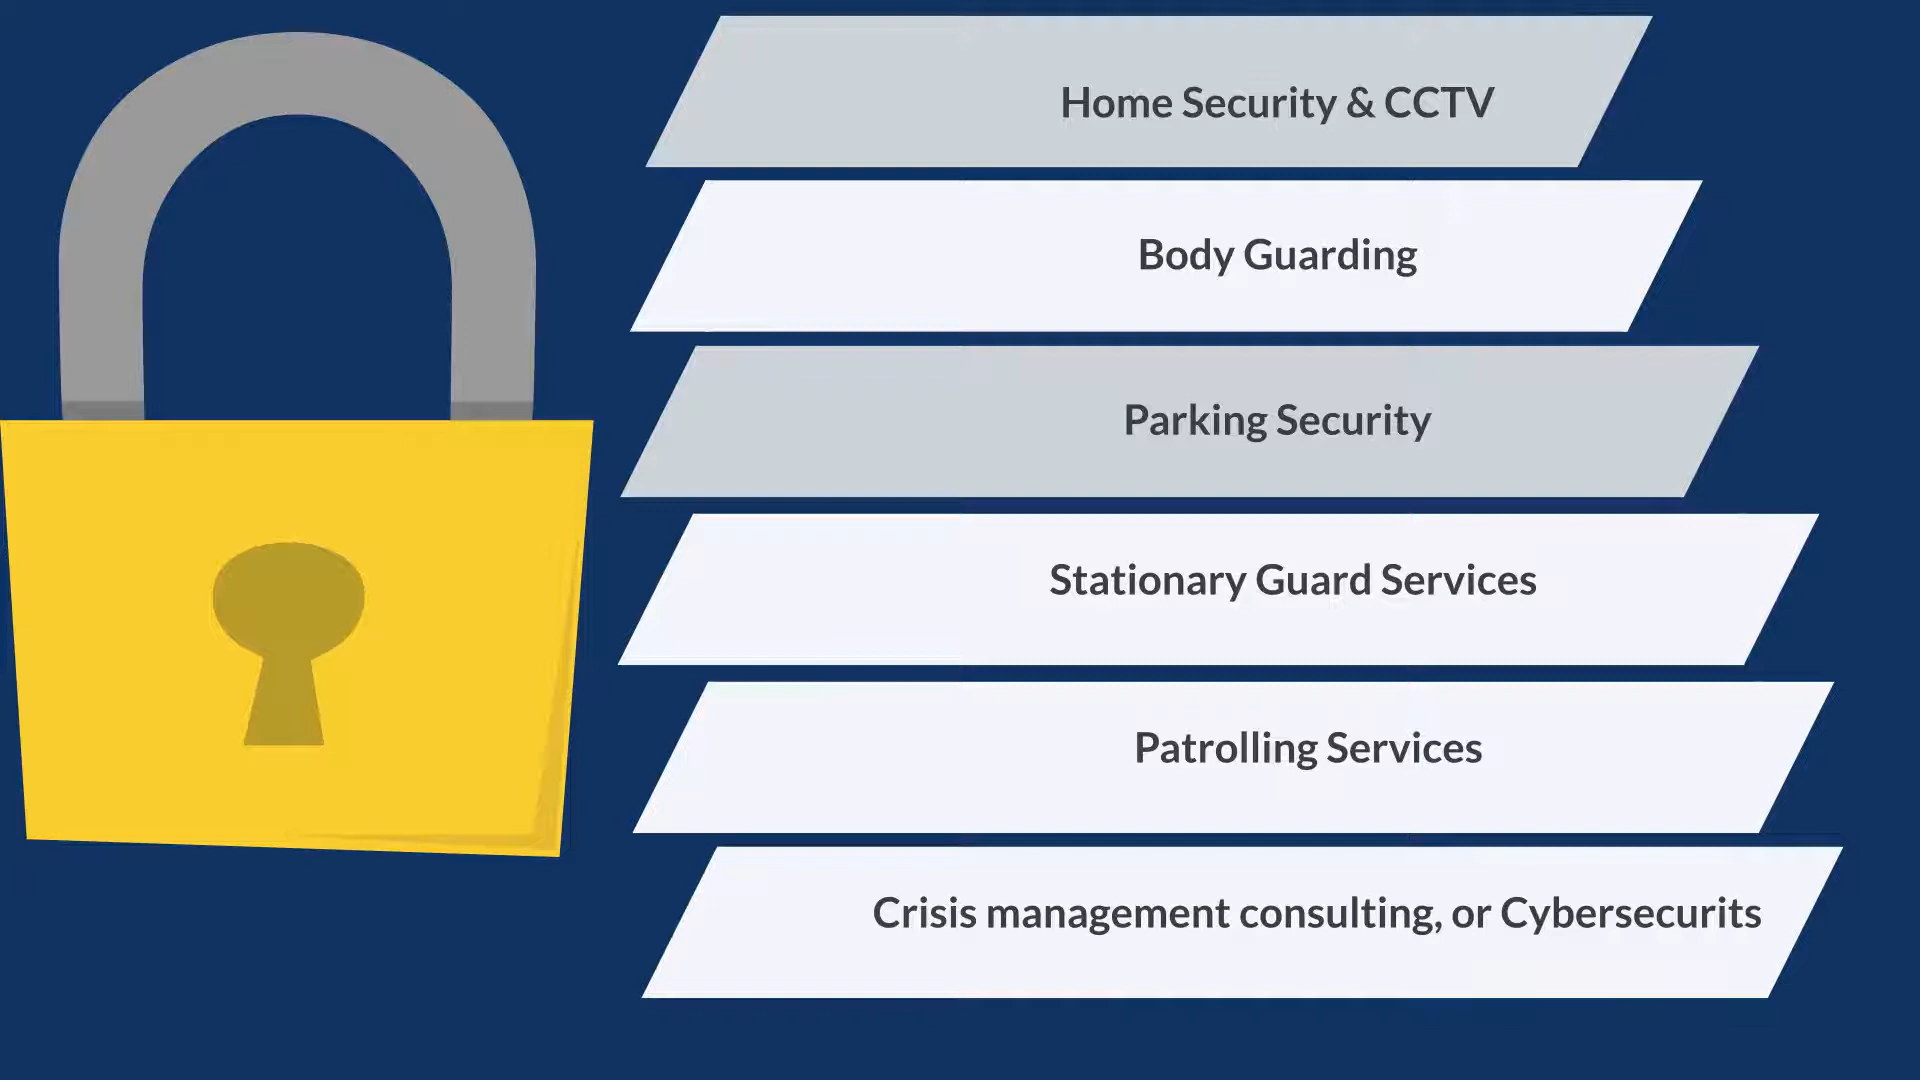 Home Security & CCTV
Body Guarding
Parking Security
Stationary Guard Services
Patrolling Services
Crisis management consulting, or Cybersecurits